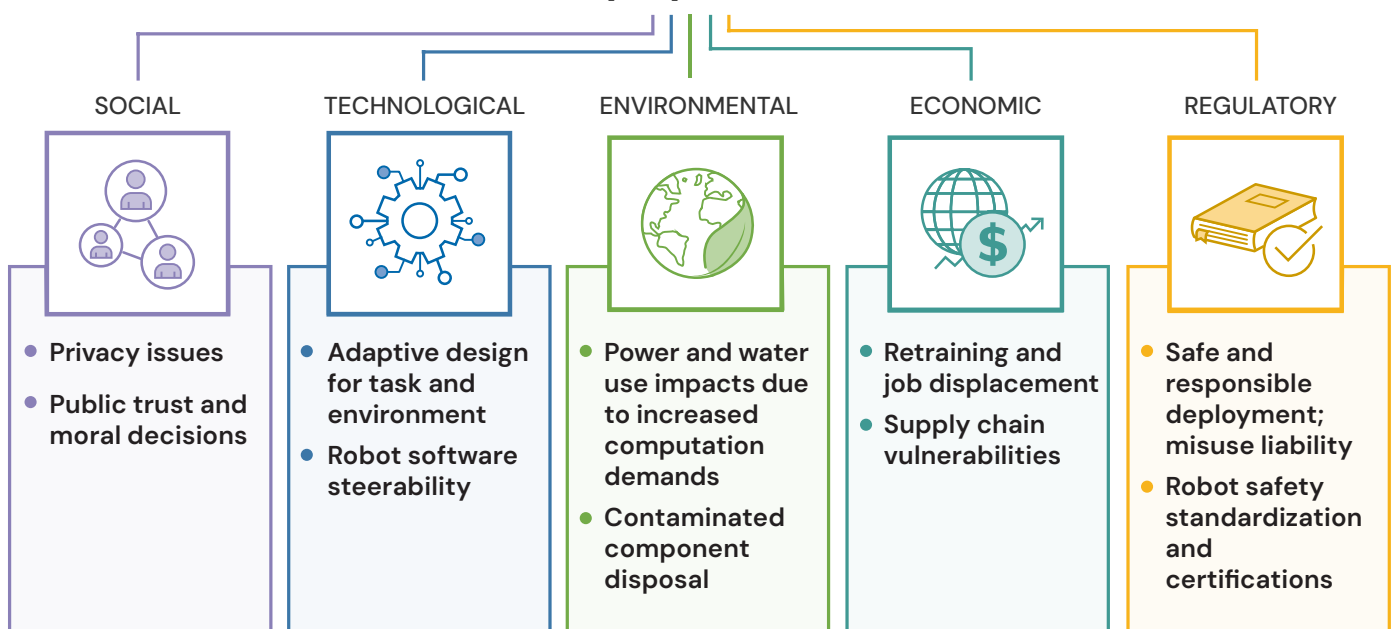 SOCIAL
Privacy issues
Public trust and
moral decisions
TECHNOLOGICAL
Adaptive design
for task and
environment
Robot software
steerability
ENVIRONMENTAL
Power and water
use impacts due
to increased
computation
demands
Contaminated
component
disposal
ECONOMIC
$
Retraining and
job displacement
Supply chain
vulnerabilities
REGULATORY
Safe and
responsible
deployment;
misuse liability
Robot safety
standardization
and
certifications